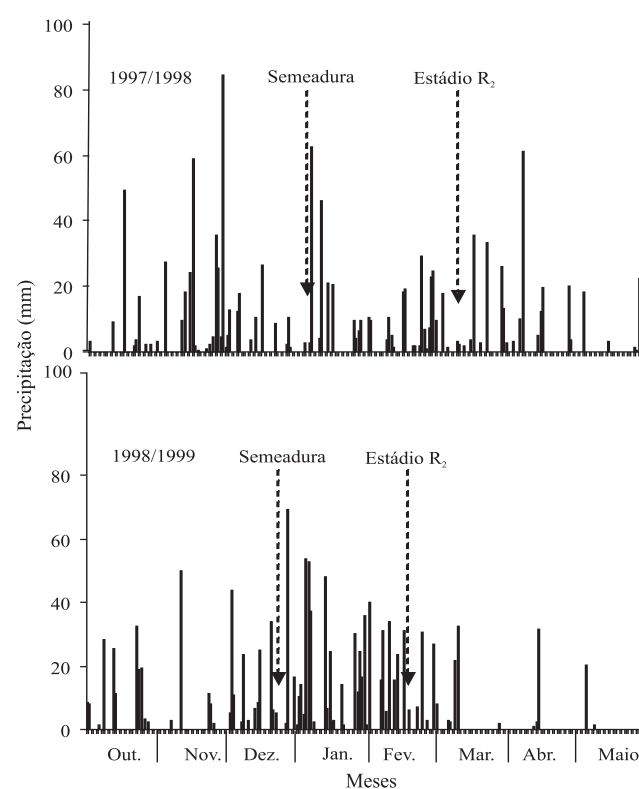 100
1997/1998 Semeadura Estádio R2
80
60
40
20
0
Precipitação (mm)
100
1998/1999 Semeadura Estádio R2
80
60
40
20
0
Out. Nov. Dez. Jan. Fev. Mar. Abr. Maio
Meses